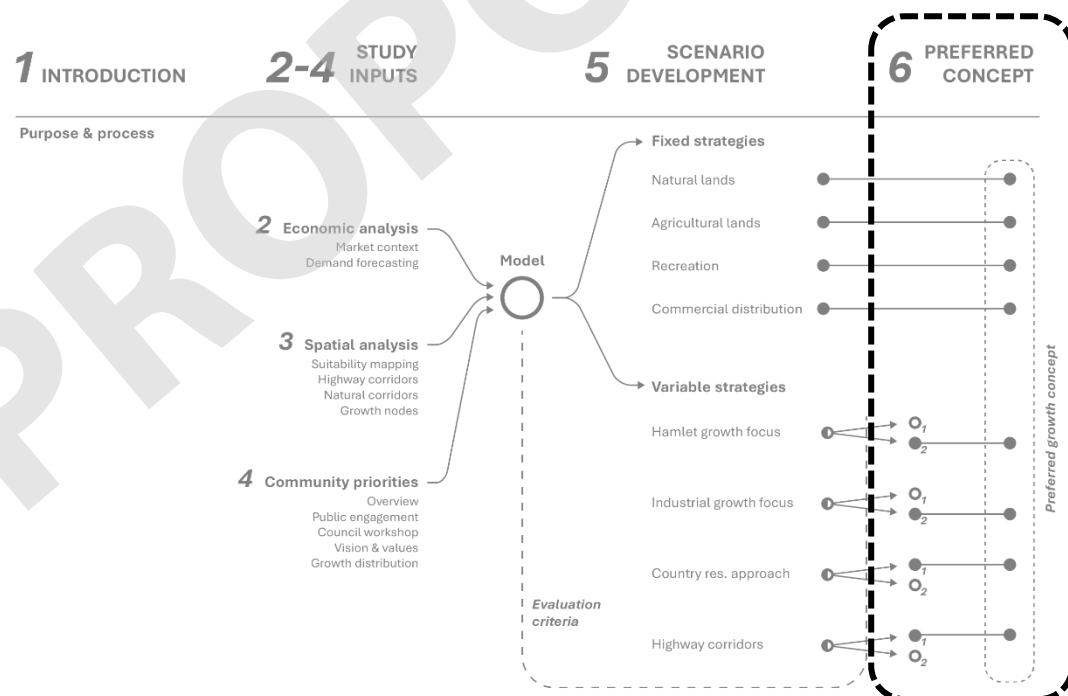 1 INTRODUCTION
2-4 STUDY INPUTS
5 SCENARIO DEVELOPMENT
6 PREFERRED CONCEPT
Purpose & process
2 Economic analysis
Market context
Demand forecasting
3 Spatial analysis
Suitability mapping
Highway corridors
Natural corridors
Growth nodes
4 Community priorities
Overview
Public engagement
Council workshop
Vision & values
Growth distribution
Model
Evaluation
criteria
Fixed strategies
Natural lands
Agricultural lands
Recreation
Commercial distribution
Variable strategies
Hamlet growth focus
1
2
Industrial growth focus
1
2
Country res. approach
1
2
Highway corridors
1
2
Preferred growth concept
PROPO